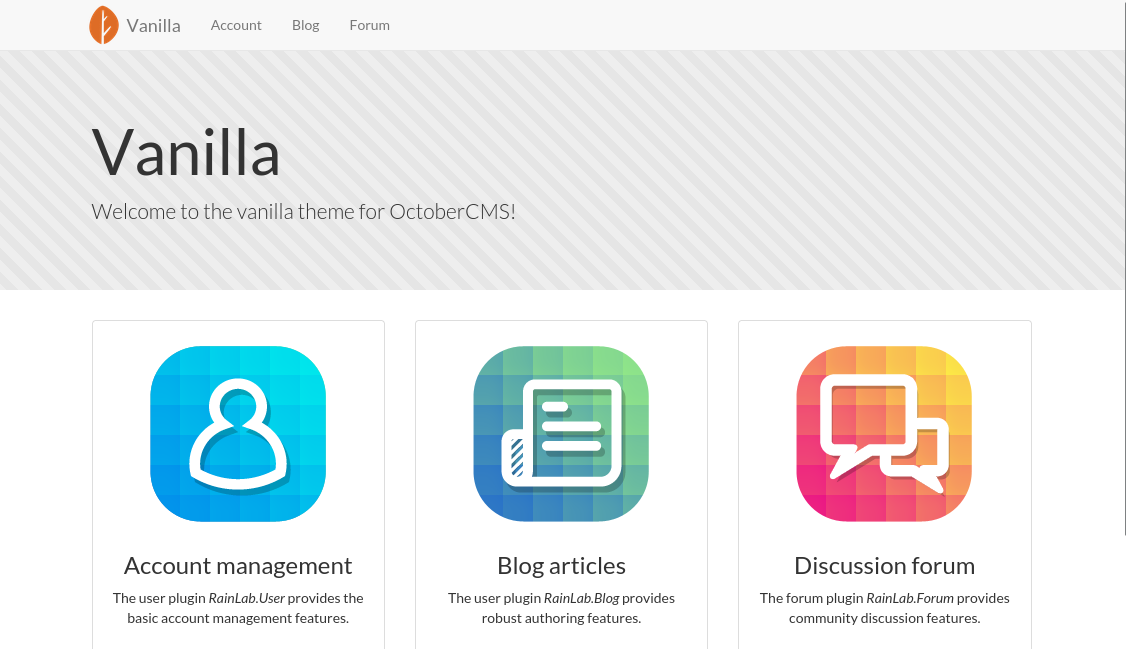 Vanilla Account Blog Forum
Vanilla
Welcome to the vanilla theme for OctoberCMS!
Account management
The user plugin RainLab.User provides the
basic account management features.
Blog articles
The user plugin RainLab.Blog provides
robust authoring features.
Discussion forum
The forum plugin RainLab.Forum provides
community discussion features.